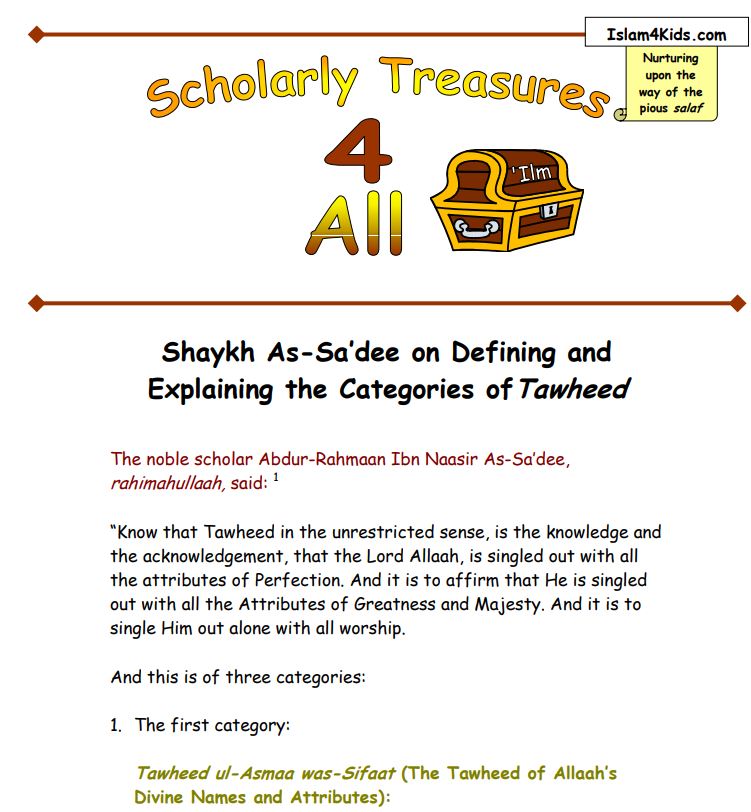 Islam4Kids.com
Nurturing
upon the
way of the
pious salaf
Scholarly Treasures
4
All
'Ilm
Shaykh As-Sa’dee on Defining and
Explaining the Categories of Tawheed
The noble scholar Abdur-Rahmaan Ibn Naasir As-Sa’dee,
rahimahullaah, said: 1
“Know that Tawheed in the unrestricted sense, is the knowledge and
the acknowledgement, that the Lord Allaah, is singled out with all
the attributes of Perfection. And it is to affirm that He is singled
out with all the Attributes of Greatness and Majesty. And it is to
single Him out alone with all worship.
And this is of three categories:
1. The first category:
Tawheed ul-Asmaa was-Sifaat (The Tawheed of Allaah’s
Divine Names and Attributes):